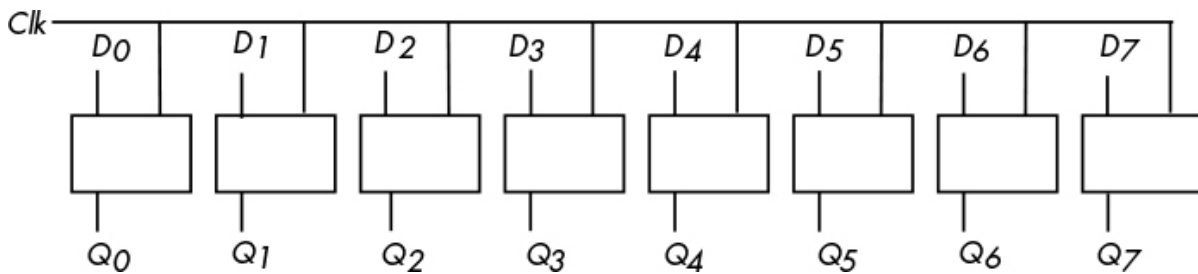 Clk
D0 D1 D2 D3 D4 D5 D6 D7
Q0 Q1 Q2 Q3 Q4 Q5 Q6 Q7